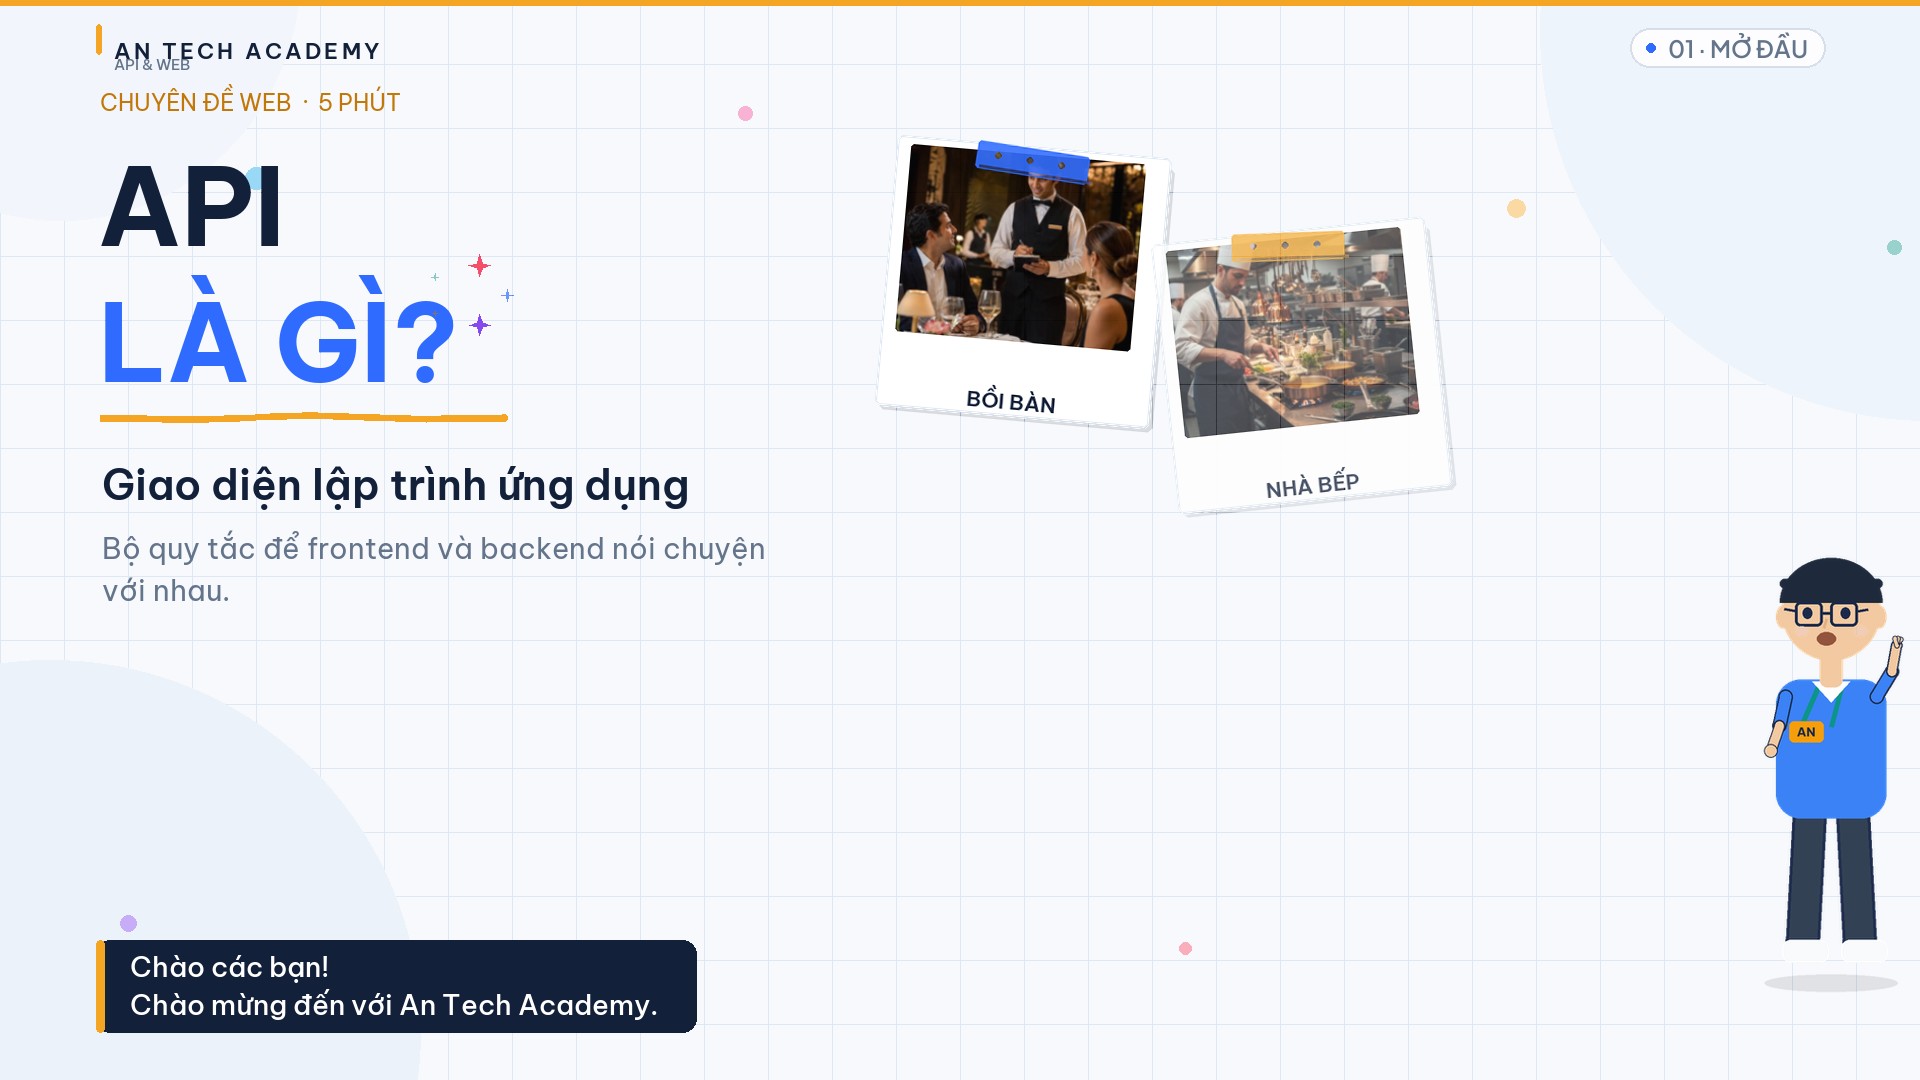 AN TECH ACADEMY
API & WEB
CHUYÊN ĐỀ WEB · 5 PHÚT
01 · MỞ ĐẦU
API
LÀ GÌ?
Giao diện lập trình ứng dụng
Bộ quy tắc để frontend và backend nói chuyện
với nhau.
BỒI BÀN
NHÀ BẾP
AN
Chào các bạn!
Chào mừng đến với An Tech Academy.